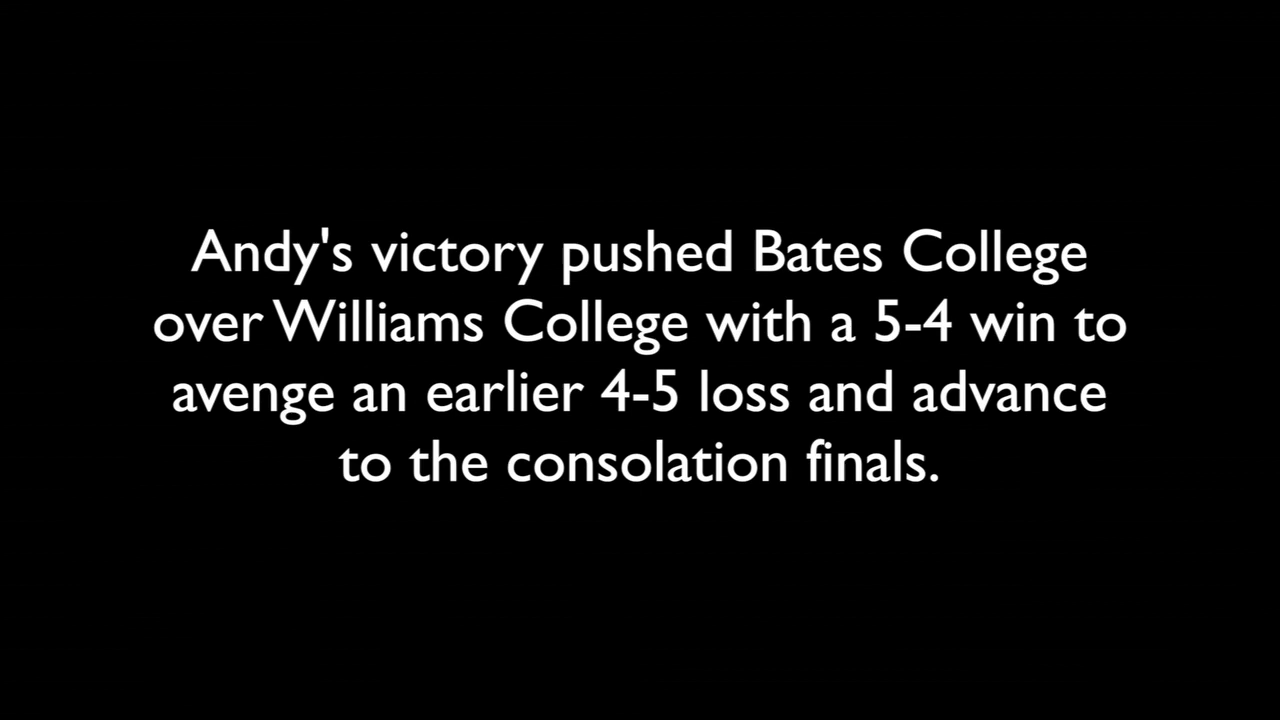 Andy's victory pushed Bates College
over Williams College with a 5-4 win to
avenge an earlier 4-5 loss and advance
to the consolation finals.